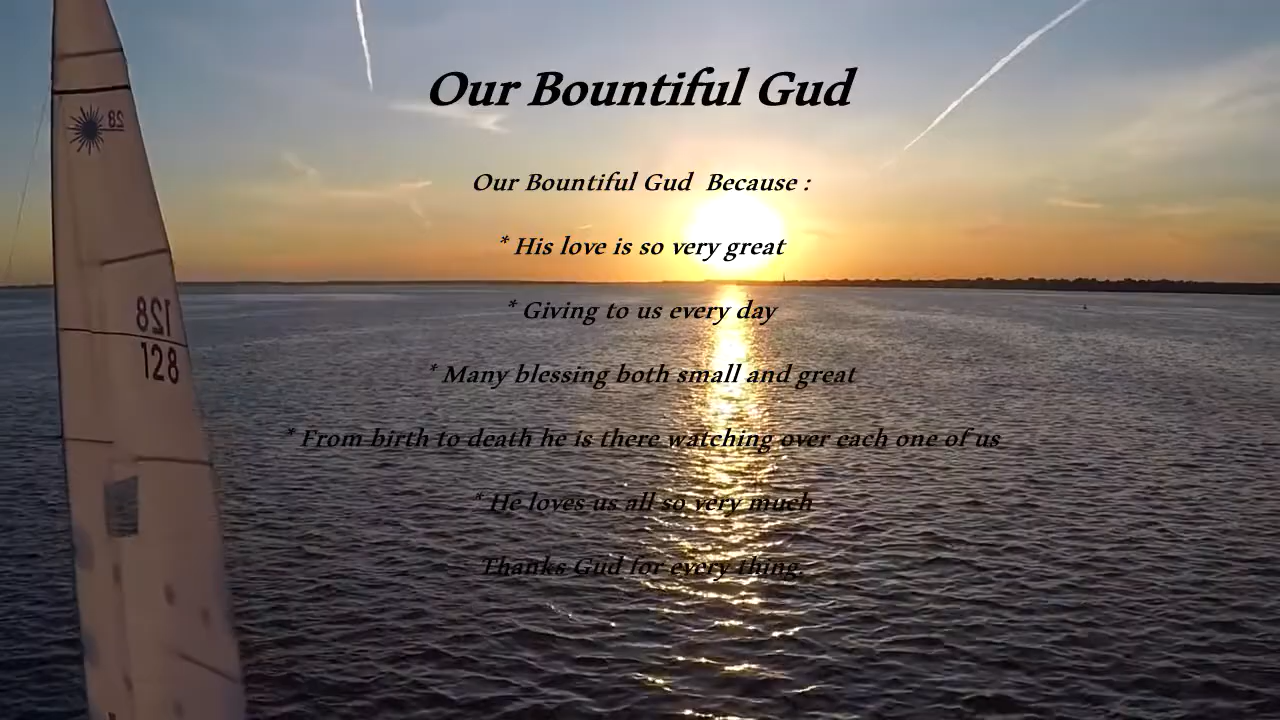 Our Bountiful Gud
Our Bountiful Gud Because :
* His love is so very great
* Giving to us every day
* Many blessing both small and great
* From birth to death he is there watching over each one of us
* He loves us all so very much
Thanks Gud for every thing.
28
128
128